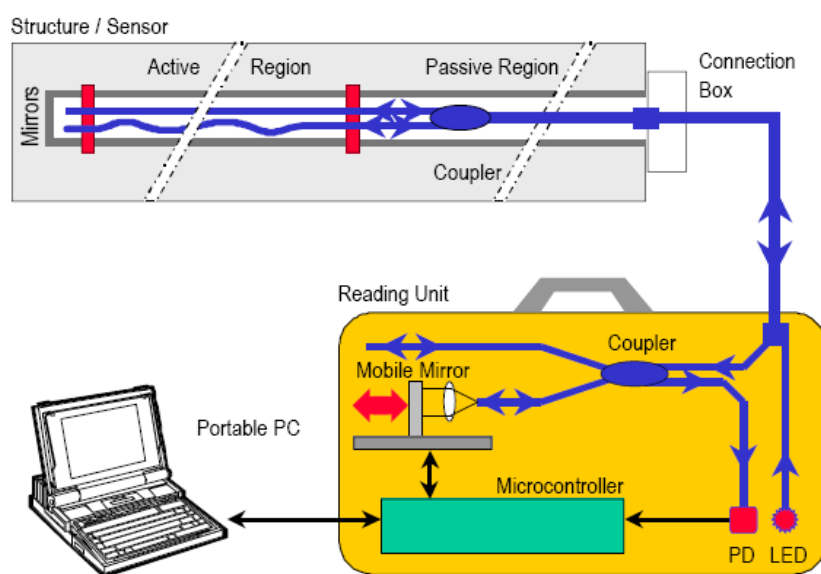 Structure / Sensor
Active Region Passive Region
Connection
Box
Mirrors
Coupler
Reading Unit
Coupler
Mobile Mirror
Portable PC
Microcontroller
PD LED